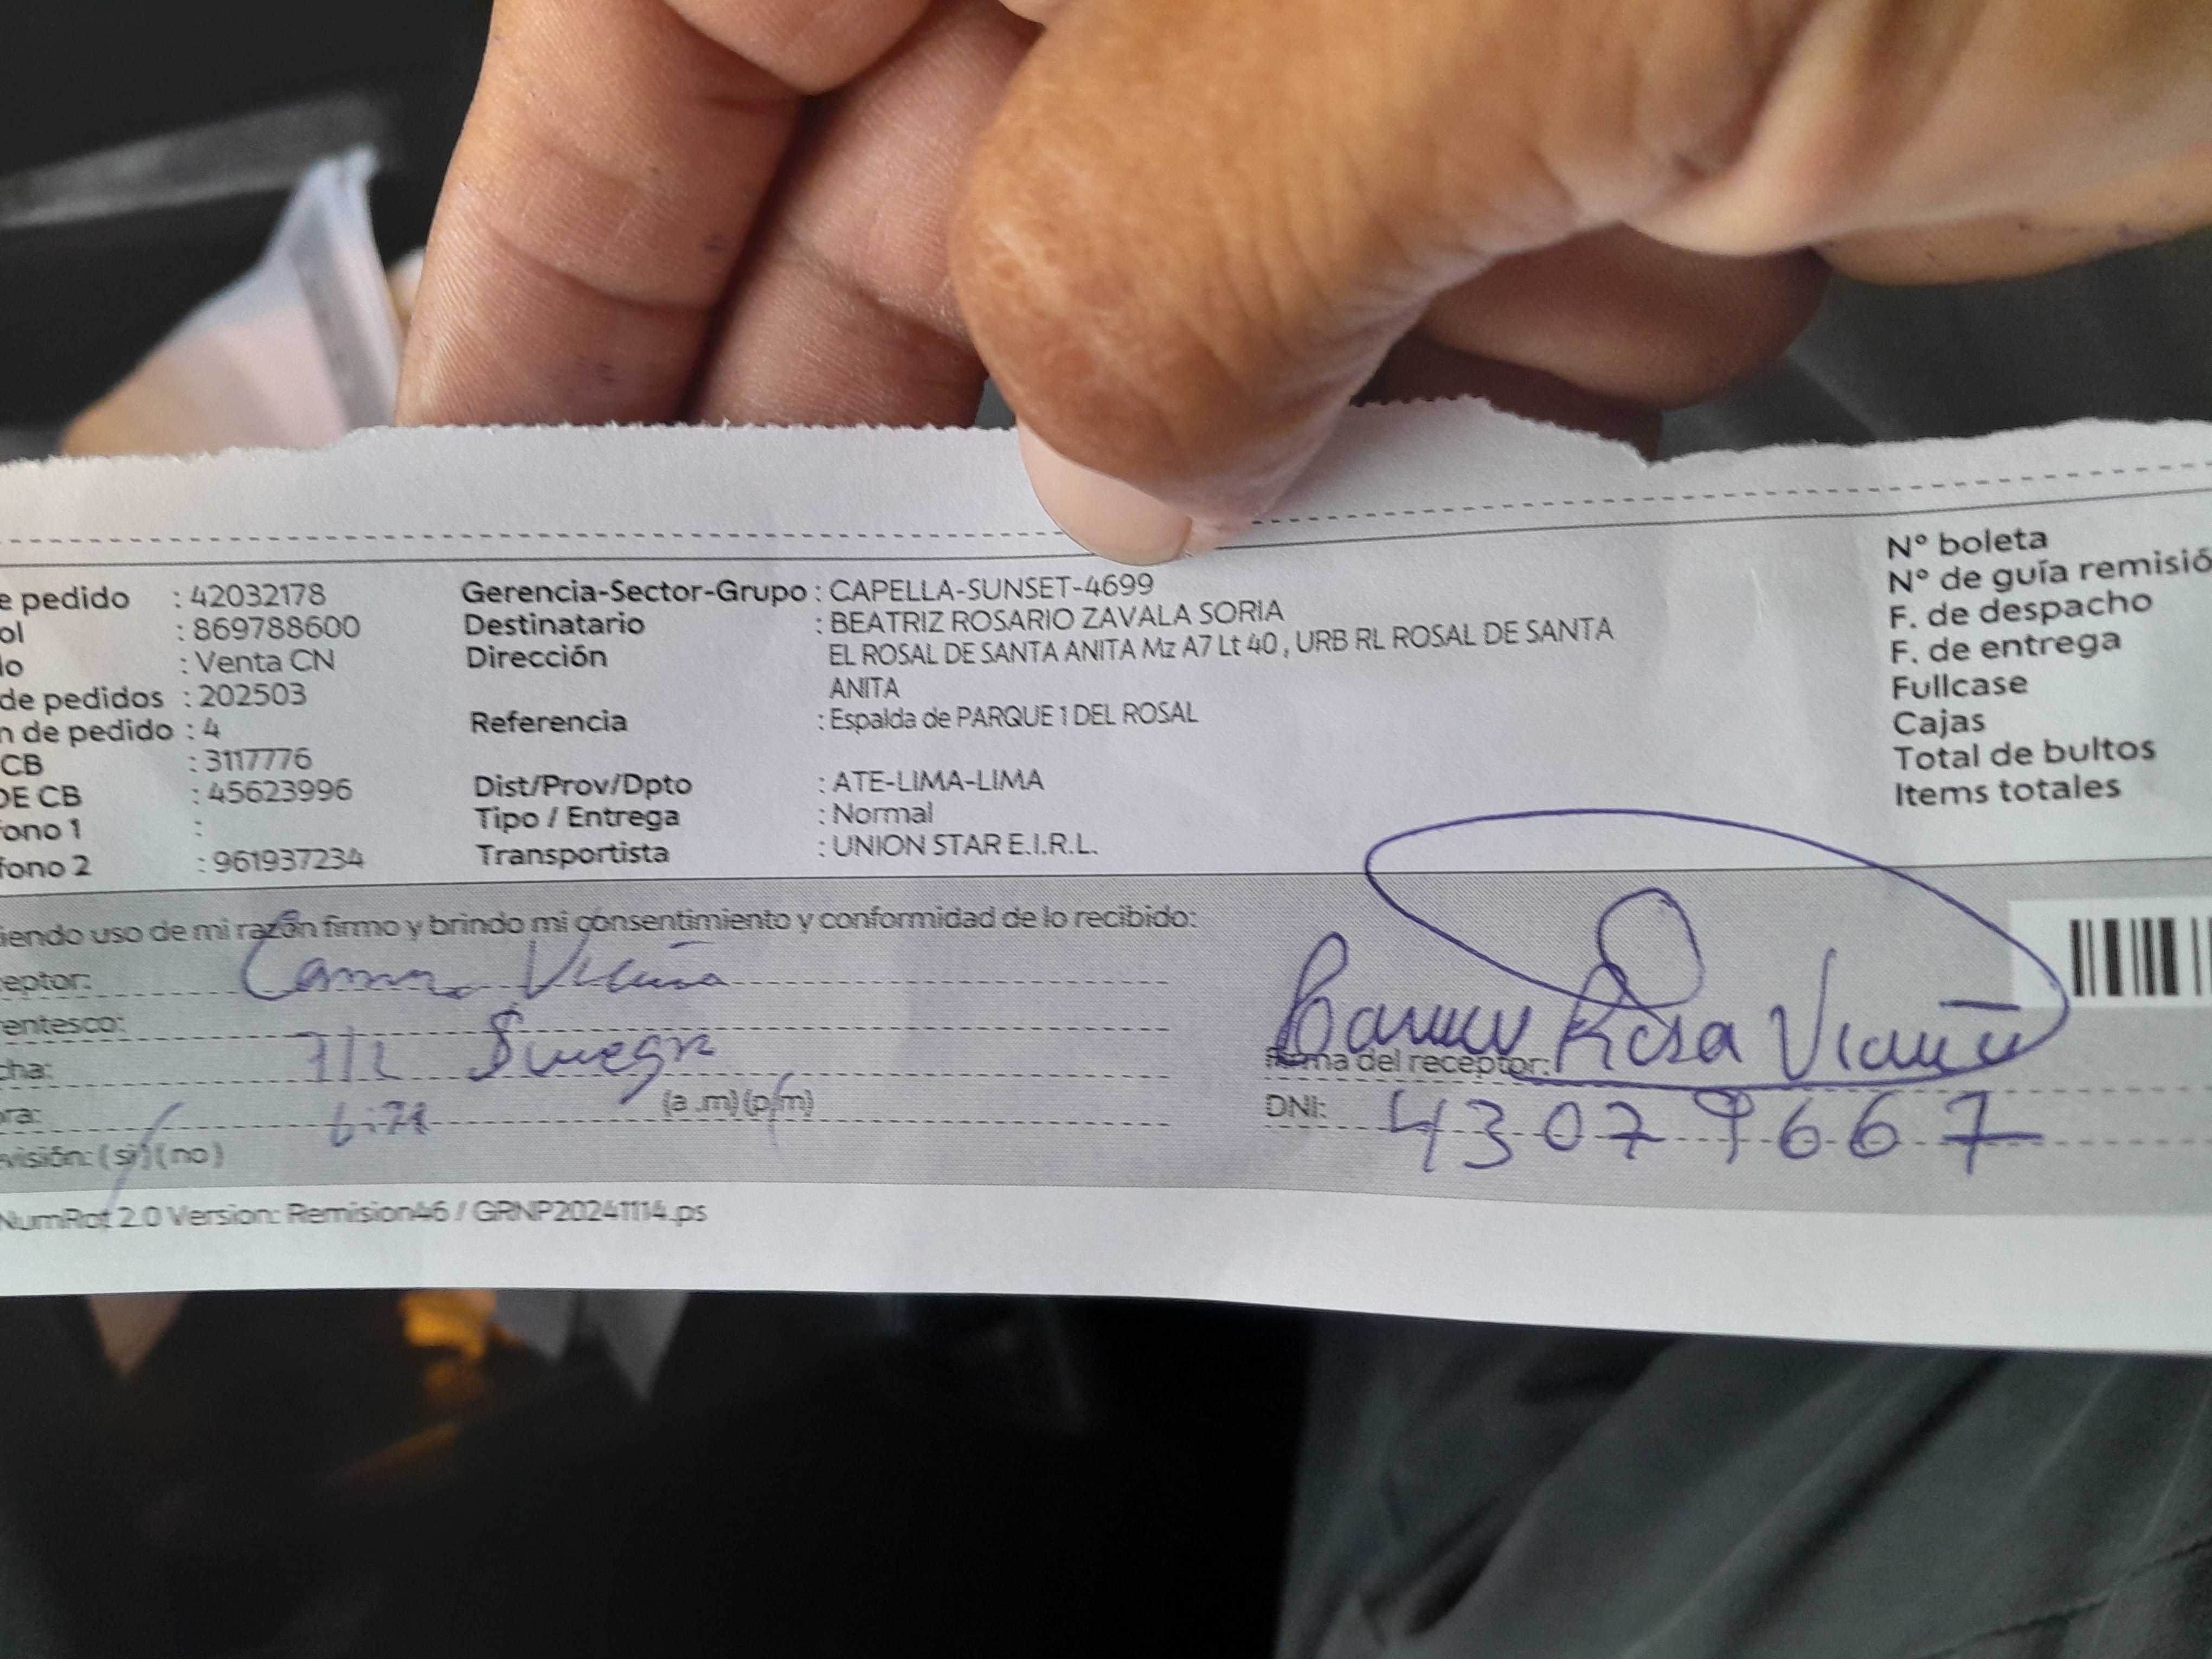 e pedido : 42032178 Gerencia-Sector-Grupo : CAPELLA-SUNSET-4699 N° boleta
ol : 869788600 Destinatario : BEATRIZ ROSARIO ZAVALA SORIA N° de guía remisió
lo : Venta CN Dirección EL ROSAL DE SANTA ANITA Mz A7 Lt 40 , URB RL ROSAL DE SANTA F. de despacho
de pedidos : 202503 ANITA F. de entrega
n de pedido : 4 Referencia : Espalda de PARQUE 1 DEL ROSAL Fullcase
CB : 3117776 Cajas
DE CB : 45623996 Dist/Prov/Dpto : ATE-LIMA-LIMA Total de bultos
fono 1 : Tipo / Entrega : Normal Items totales
fono 2 : 961937234 Transportista : UNION STAR E.I.R.L.
iendo uso de mi razón firmo y brindo mi consentimiento y conformidad de lo recibido:
eptor: Vicuña
entesco: Suegra
cha: firma del receptor: Carmen Rosa Vicuña
ora: (a .m) (p/m) DNI: 43079667
visión: ( si ) ( no )
NumRot 2.0 Version: Remision46 / GRNP20241114.ps